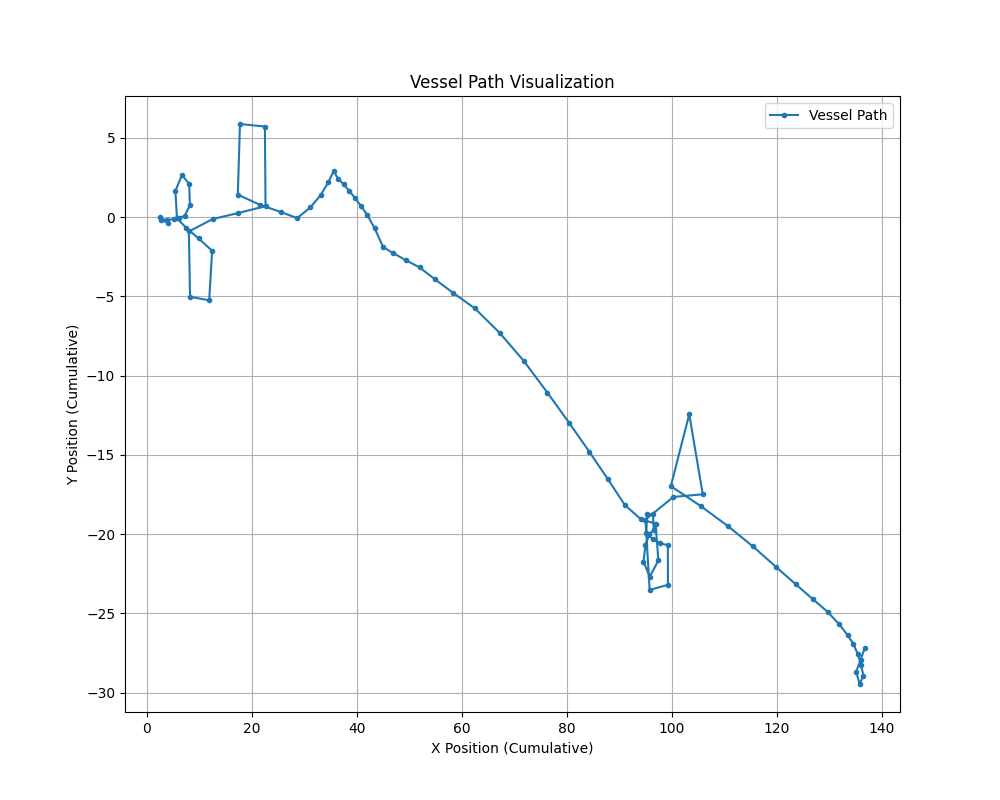 Vessel Path Visualization
Vessel Path
5
0
−5
−10
−15
−20
−25
−30
Y Position (Cumulative)
0 20 40 60 80 100 120 140
X Position (Cumulative)